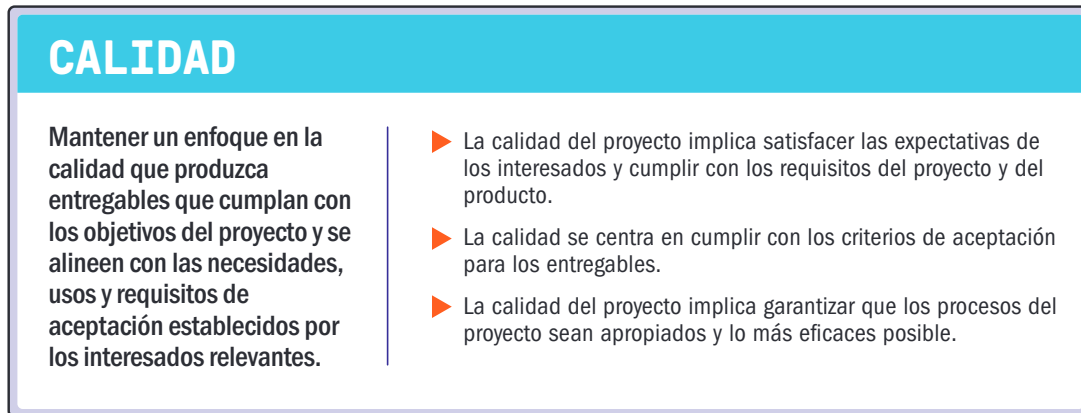 CALIDAD
Mantener un enfoque en la
calidad que produzca
entregables que cumplan con
los objetivos del proyecto y se
alineen con las necesidades,
usos y requisitos de
aceptación establecidos por
los interesados relevantes.
La calidad del proyecto implica satisfacer las expectativas de
los interesados y cumplir con los requisitos del proyecto y del
producto.
La calidad se centra en cumplir con los criterios de aceptación
para los entregables.
La calidad del proyecto implica garantizar que los procesos del
proyecto sean apropiados y lo más eficaces posible.